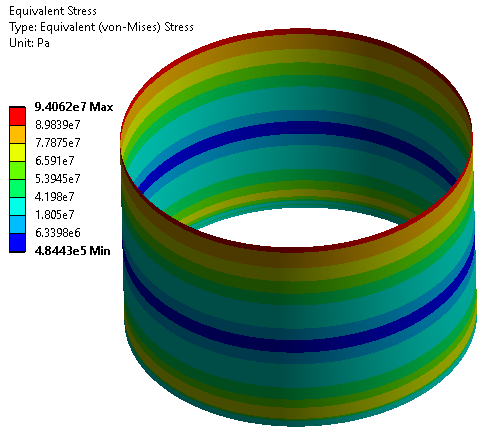 Equivalent Stress
Type: Equivalent (von-Mises) Stress
Unit: Pa
9.4062e7 Max
8.9839e7
7.7875e7
6.591e7
5.3945e7
4.198e7
1.805e7
6.3398e6
4.8443e5 Min